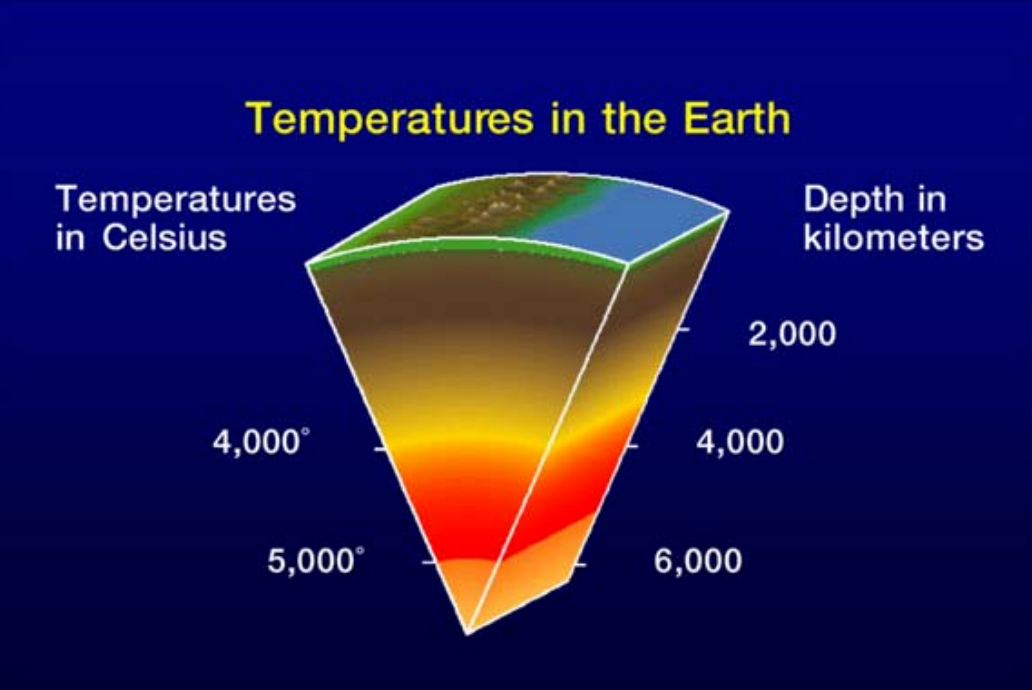 Temperatures in the Earth
Temperatures
in Celsius
Depth in
kilometers
2,000
4,000°
4,000
5,000°
6,000